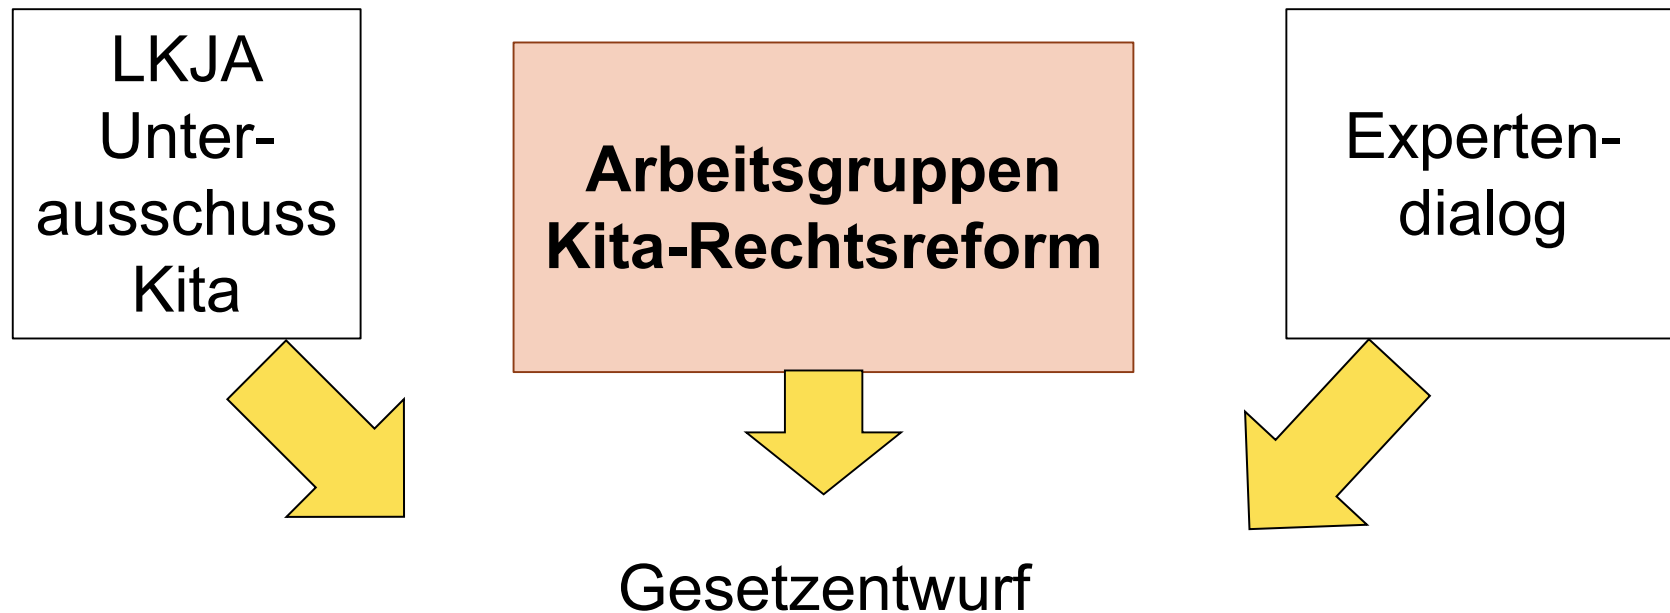 LKJA
Unter-
ausschuss
Kita
Arbeitsgruppen
Kita-Rechtsreform
Experten-
dialog
Gesetzentwurf